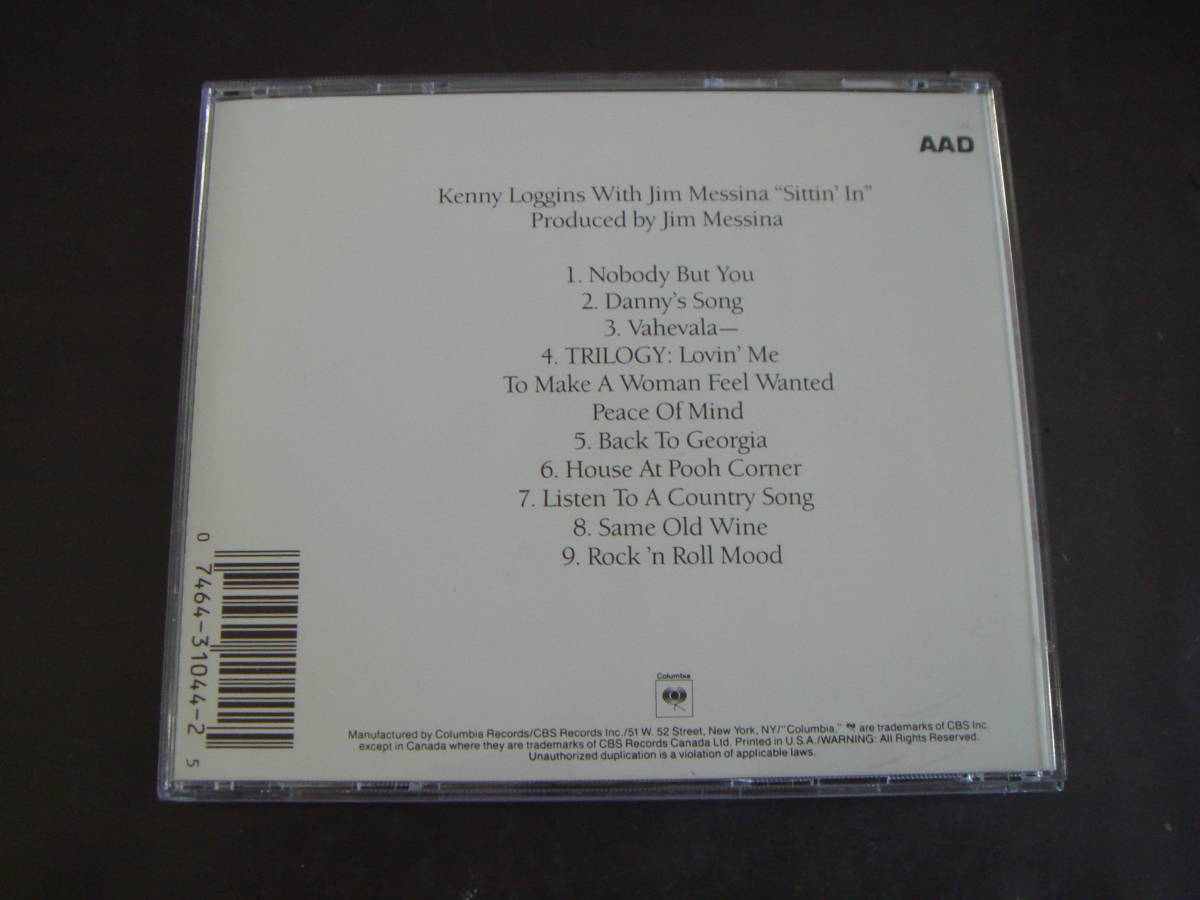 AAD
Kenny Loggins With Jim Messina “Sittin’ In”
Produced by Jim Messina
1. Nobody But You
2. Danny’s Song
3. Vahevala—
4. TRILOGY: Lovin’ Me
To Make A Woman Feel Wanted
Peace Of Mind
5. Back To Georgia
6. House At Pooh Corner
7. Listen To A Country Song
8. Same Old Wine
9. Rock ’n Roll Mood
0 7464-31044-2 5
Columbia
Manufactured by Columbia Records/CBS Records Inc./51 W. 52 Street, New York, NY/“Columbia,” are trademarks of CBS Inc.
except in Canada where they are trademarks of CBS Records Canada Ltd. Printed in U.S.A./WARNING: All Rights Reserved.
Unauthorized duplication is a violation of applicable laws.